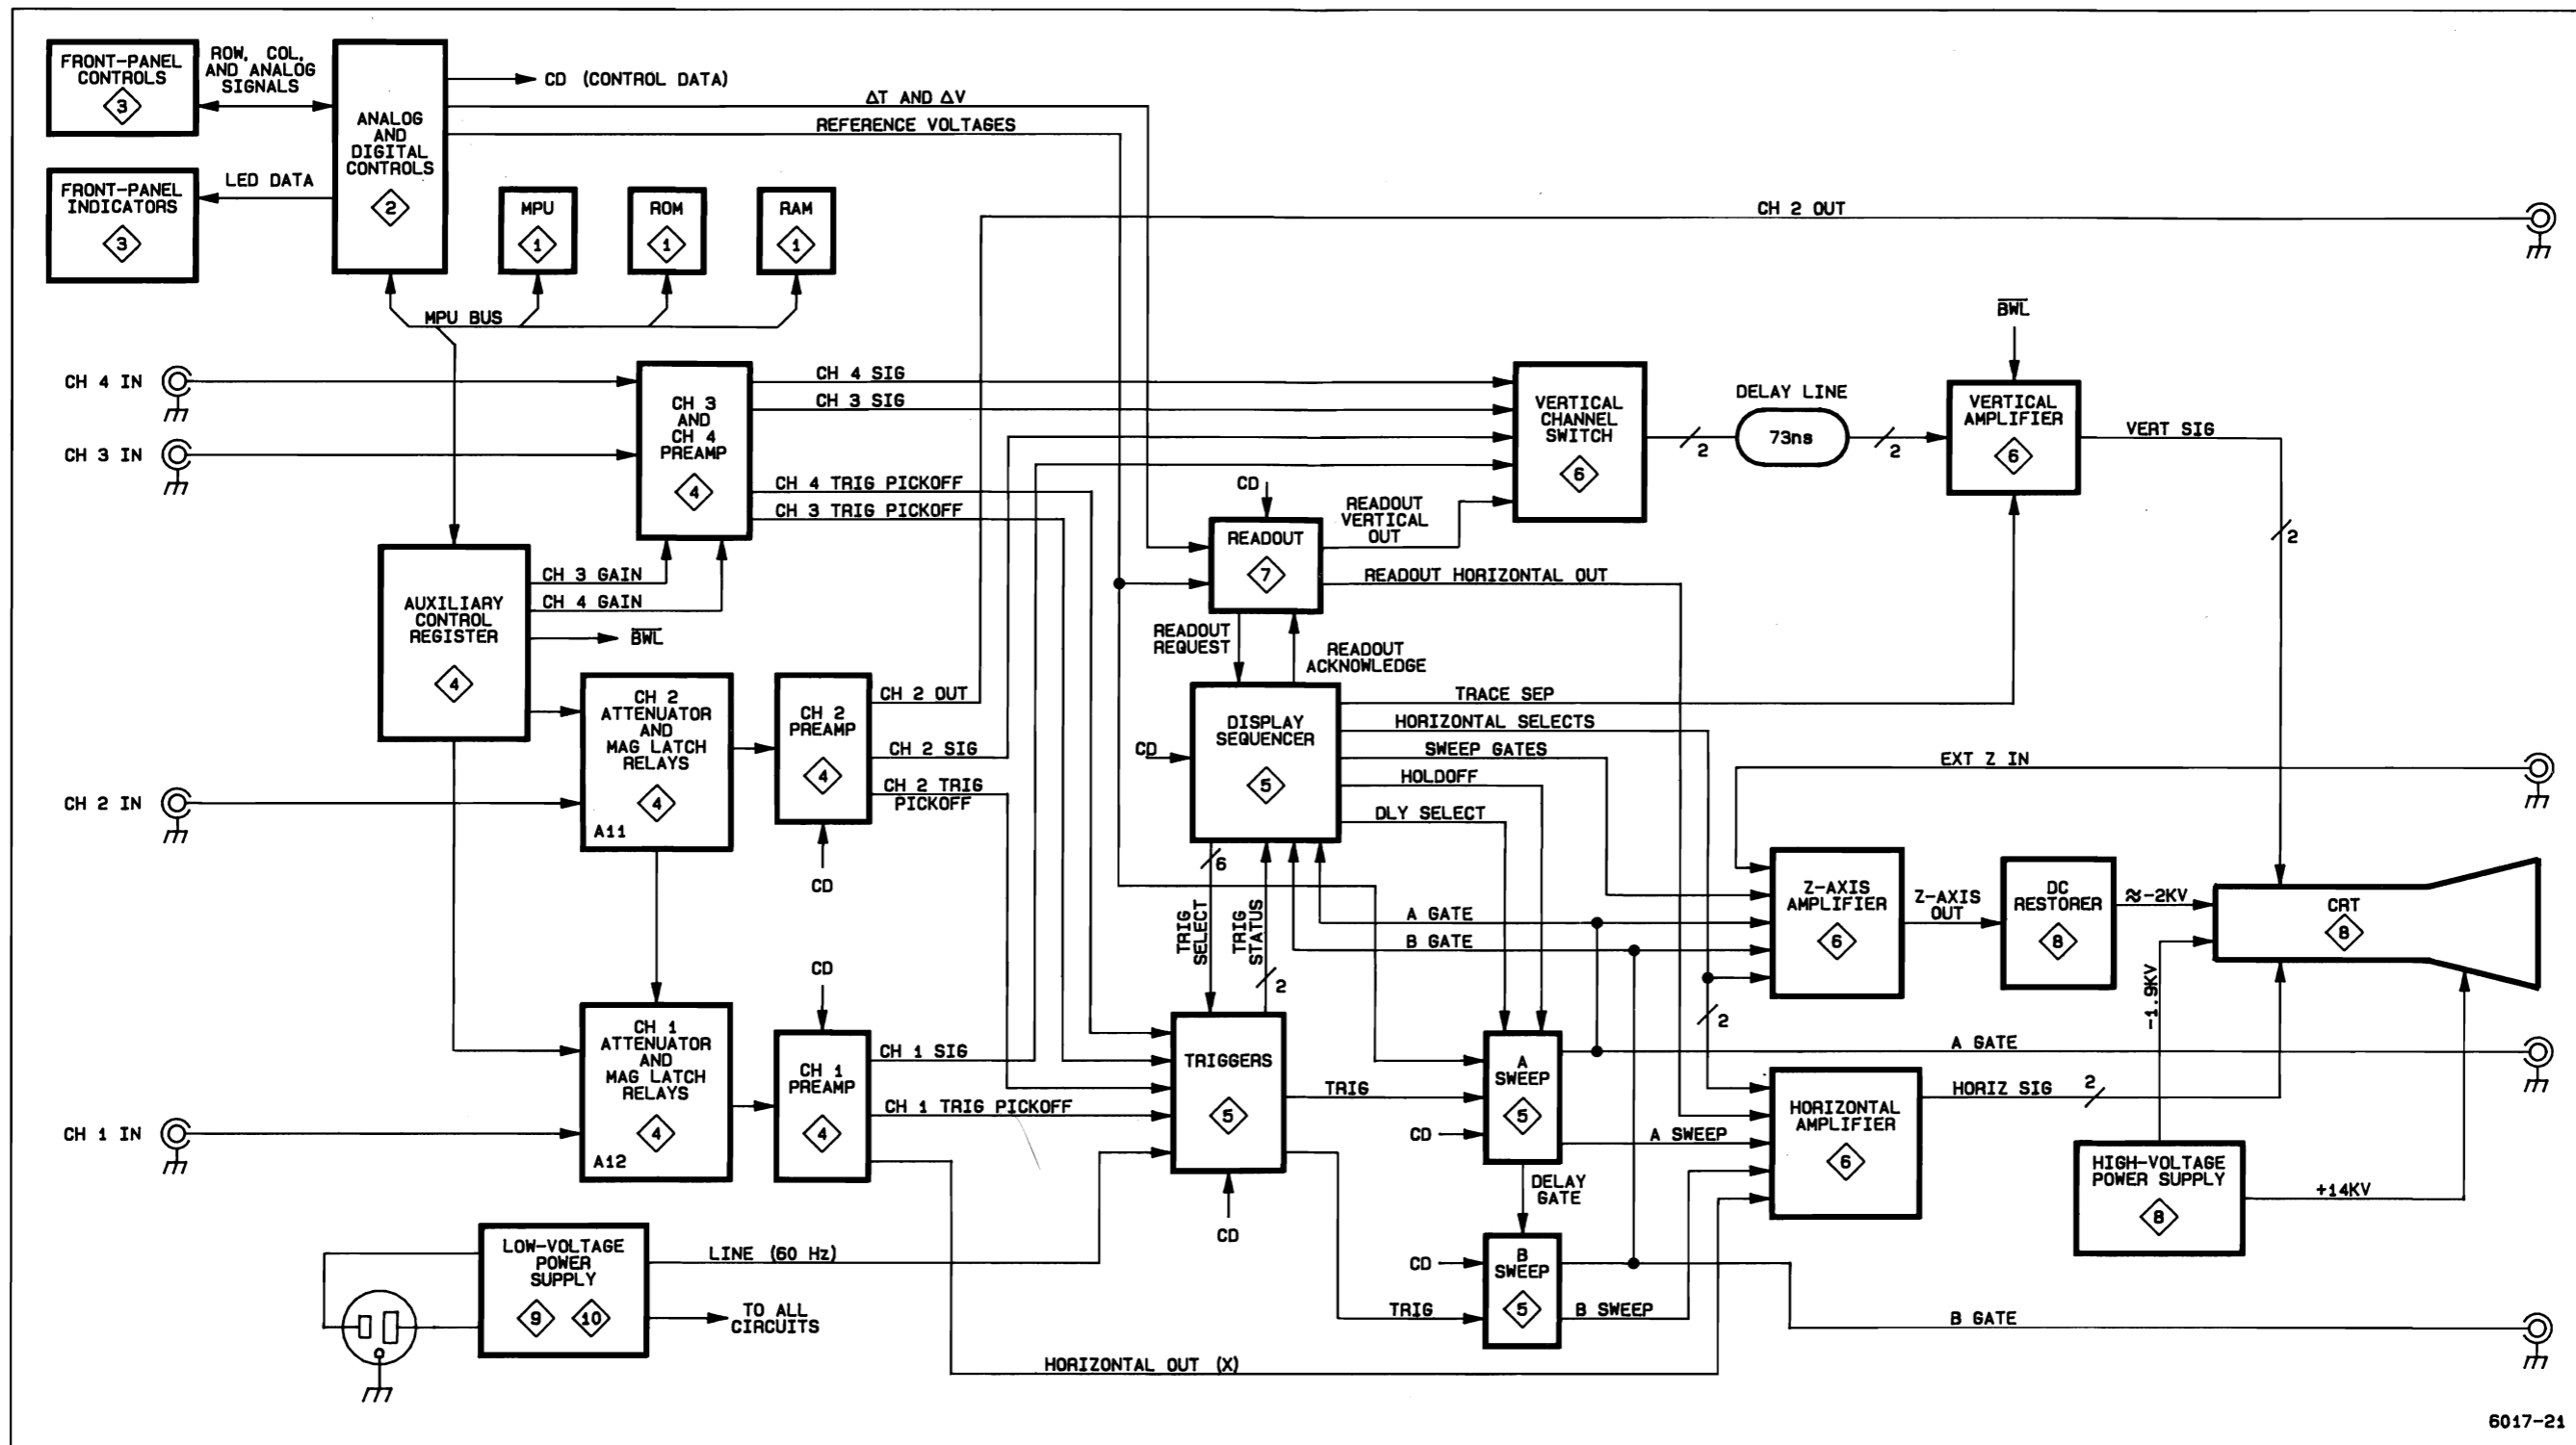 FRONT-PANEL
CONTROLS
3
ROW, COL,
AND ANALOG
SIGNALS
ANALOG
AND
DIGITAL
CONTROLS
2
CD (CONTROL DATA)
ΔT AND ΔV
REFERENCE VOLTAGES
FRONT-PANEL
INDICATORS
3
LED DATA
MPU
1
ROM
1
RAM
1
MPU BUS
CH 2 OUT
CH 4 IN
CH 3 IN
CH 3
AND
CH 4
PREAMP
4
CH 4 SIG
CH 3 SIG
CH 4 TRIG PICKOFF
CH 3 TRIG PICKOFF
VERTICAL
CHANNEL
SWITCH
6
2
DELAY LINE
73ns
2
BWL
VERTICAL
AMPLIFIER
6
VERT SIG
2
CD
READOUT
7
READOUT
VERTICAL
OUT
READOUT HORIZONTAL OUT
READOUT
REQUEST
READOUT
ACKNOWLEDGE
AUXILIARY
CONTROL
REGISTER
4
CH 3 GAIN
CH 4 GAIN
BWL
CH 2
ATTENUATOR
AND
MAG LATCH
RELAYS
4
A11
CH 2 IN
CH 2
PREAMP
4
CD
CH 2 OUT
CH 2 SIG
CH 2 TRIG
PICKOFF
CD
DISPLAY
SEQUENCER
5
TRACE SEP
HORIZONTAL SELECTS
SWEEP GATES
HOLDOFF
DLY SELECT
6
TRIG
SELECT
TRIG
STATUS
2
A GATE
B GATE
EXT Z IN
Z-AXIS
AMPLIFIER
6
Z-AXIS
OUT
DC
RESTORER
8
≈-2KV
CRT
8
-1.9KV
2
CD
CH 1
ATTENUATOR
AND
MAG LATCH
RELAYS
4
A12
CH 1 IN
CH 1
PREAMP
4
CH 1 SIG
CH 1 TRIG PICKOFF
TRIGGERS
5
CD
TRIG
CD
A
SWEEP
5
A SWEEP
A GATE
DELAY
GATE
HORIZONTAL
AMPLIFIER
6
HORIZ SIG
2
HIGH-VOLTAGE
POWER SUPPLY
8
+14KV
LOW-VOLTAGE
POWER
SUPPLY
9
10
LINE (60 Hz)
TO ALL
CIRCUITS
TRIG
CD
B
SWEEP
5
B SWEEP
B GATE
HORIZONTAL OUT (X)
6017-21